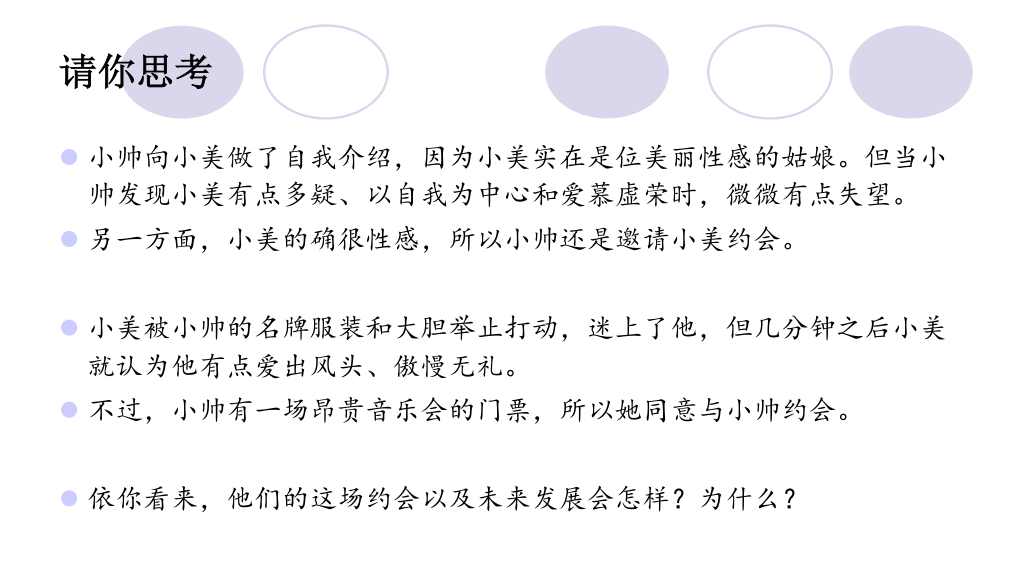 请你思考
小帅向小美做了自我介绍，因为小美实在是位美丽性感的姑娘。但当小
帅发现小美有点多疑、以自我为中心和爱慕虚荣时，微微有点失望。
另一方面，小美的确很性感，所以小帅还是邀请小美约会。
小美被小帅的名牌服装和大胆举止打动，迷上了他，但几分钟之后小美
就认为他有点爱出风头、傲慢无礼。
不过，小帅有一场昂贵音乐会的门票，所以她同意与小帅约会。
依你看来，他们的这场约会以及未来发展会怎样？为什么？